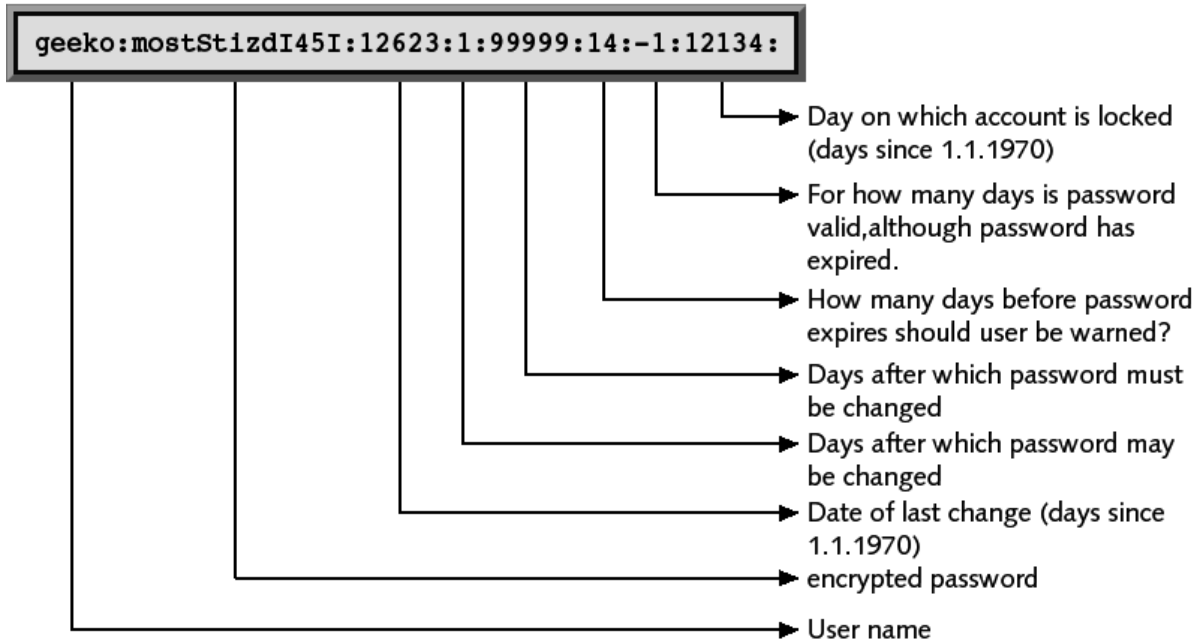 geeko:mostStizdI45I:12623:1:99999:14:-1:12134:
Day on which account is locked
(days since 1.1.1970)
For how many days is password
valid,although password has
expired.
How many days before password
expires should user be warned?
Days after which password must
be changed
Days after which password may
be changed
Date of last change (days since
1.1.1970)
encrypted password
User name